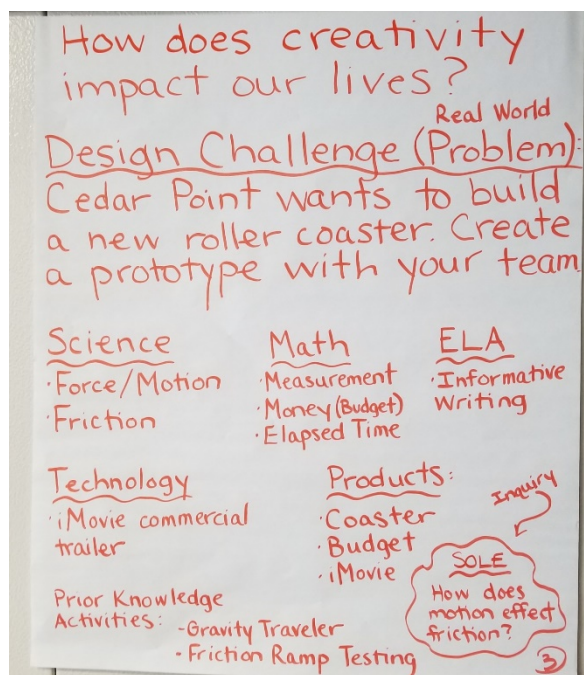 How does creativity
impact our lives?
Real World
Design Challenge (Problem):
Cedar Point wants to build
a new roller coaster. Create
a prototype with your team
Science
·Force/Motion
·Friction
Math
·Measurement
·Money (Budget)
·Elapsed Time
ELA
·Informative
Writing
Technology
·iMovie commercial
trailer
Products:
·Coaster
·Budget
·iMovie
Inquiry
SOLE
How does
motion effect
friction?
Prior Knowledge
Activities:
-Gravity Traveler
-Friction Ramp Testing
3